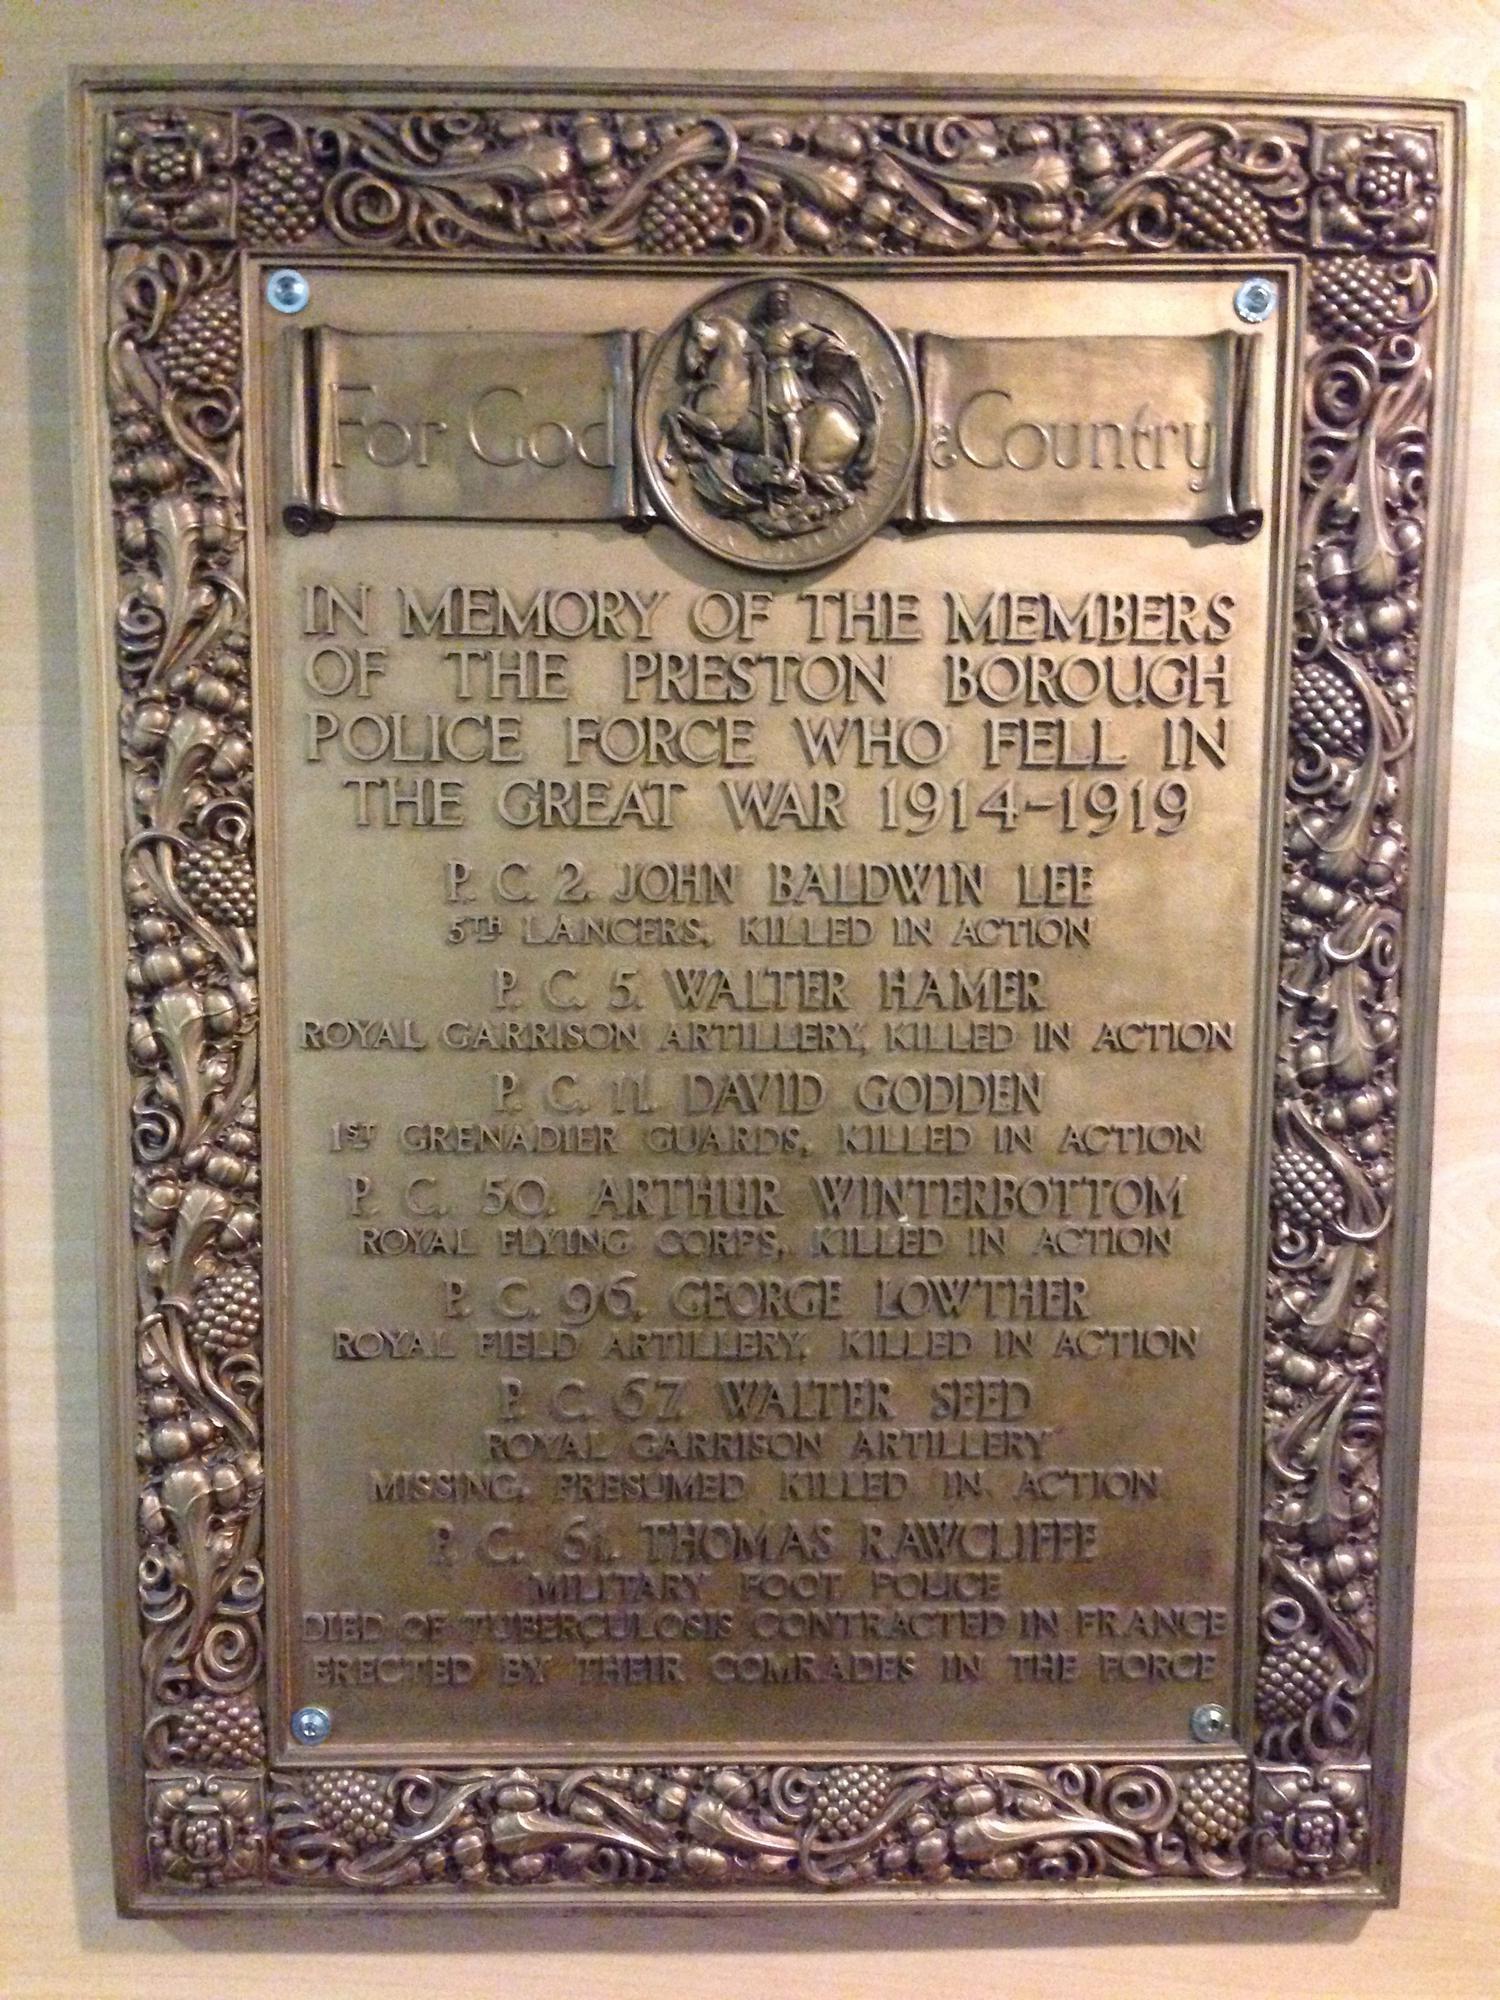 For God & Country
IN MEMORY OF THE MEMBERS
OF THE PRESTON BOROUGH
POLICE FORCE WHO FELL IN
THE GREAT WAR 1914-1919
P. C. 2. JOHN BALDWIN LEE
5TH LANCERS, KILLED IN ACTION
P. C. 5. WALTER HAMER
ROYAL GARRISON ARTILLERY, KILLED IN ACTION
P. C. 11. DAVID GODDEN
1ST GRENADIER GUARDS, KILLED IN ACTION
P. C. 50. ARTHUR WINTERBOTTOM
ROYAL FLYING CORPS, KILLED IN ACTION
P. C. 96. GEORGE LOWTHER
ROYAL FIELD ARTILLERY, KILLED IN ACTION
P. C. 67. WALTER SEED
ROYAL GARRISON ARTILLERY
MISSING, PRESUMED KILLED IN ACTION
P. C. 61. THOMAS RAWCLIFFE
MILITARY FOOT POLICE
DIED OF TUBERCULOSIS CONTRACTED IN FRANCE
ERECTED BY THEIR COMRADES IN THE FORCE